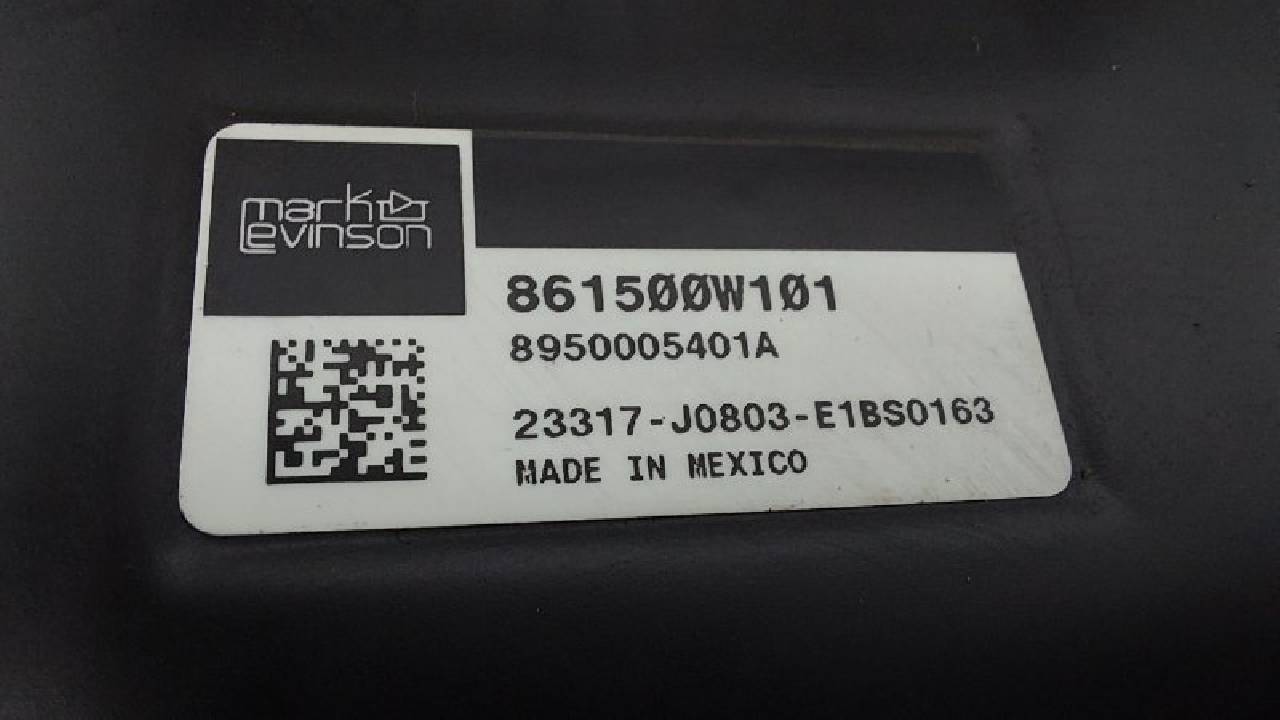 mark
levinson
861500W101
8950005401A
23317-J0803-E1BS0163
MADE IN MEXICO